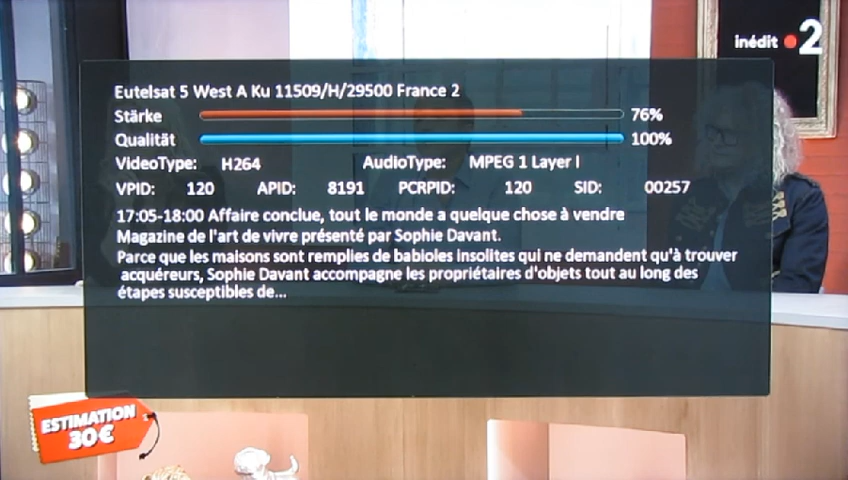 inédit 2
Eutelsat 5 West A Ku 11509/H/29500 France 2
Stärke 76%
Qualität 100%
VideoType: H264 AudioType: MPEG 1 Layer I
VPID: 120 APID: 8191 PCRPID: 120 SID: 00257
17:05-18:00 Affaire conclue, tout le monde a quelque chose à vendre
Magazine de l'art de vivre présenté par Sophie Davant.
Parce que les maisons sont remplies de babioles insolites qui ne demandent qu'à trouver
acquéreurs, Sophie Davant accompagne les propriétaires d'objets tout au long des
étapes susceptibles de...
ESTIMATION
30€